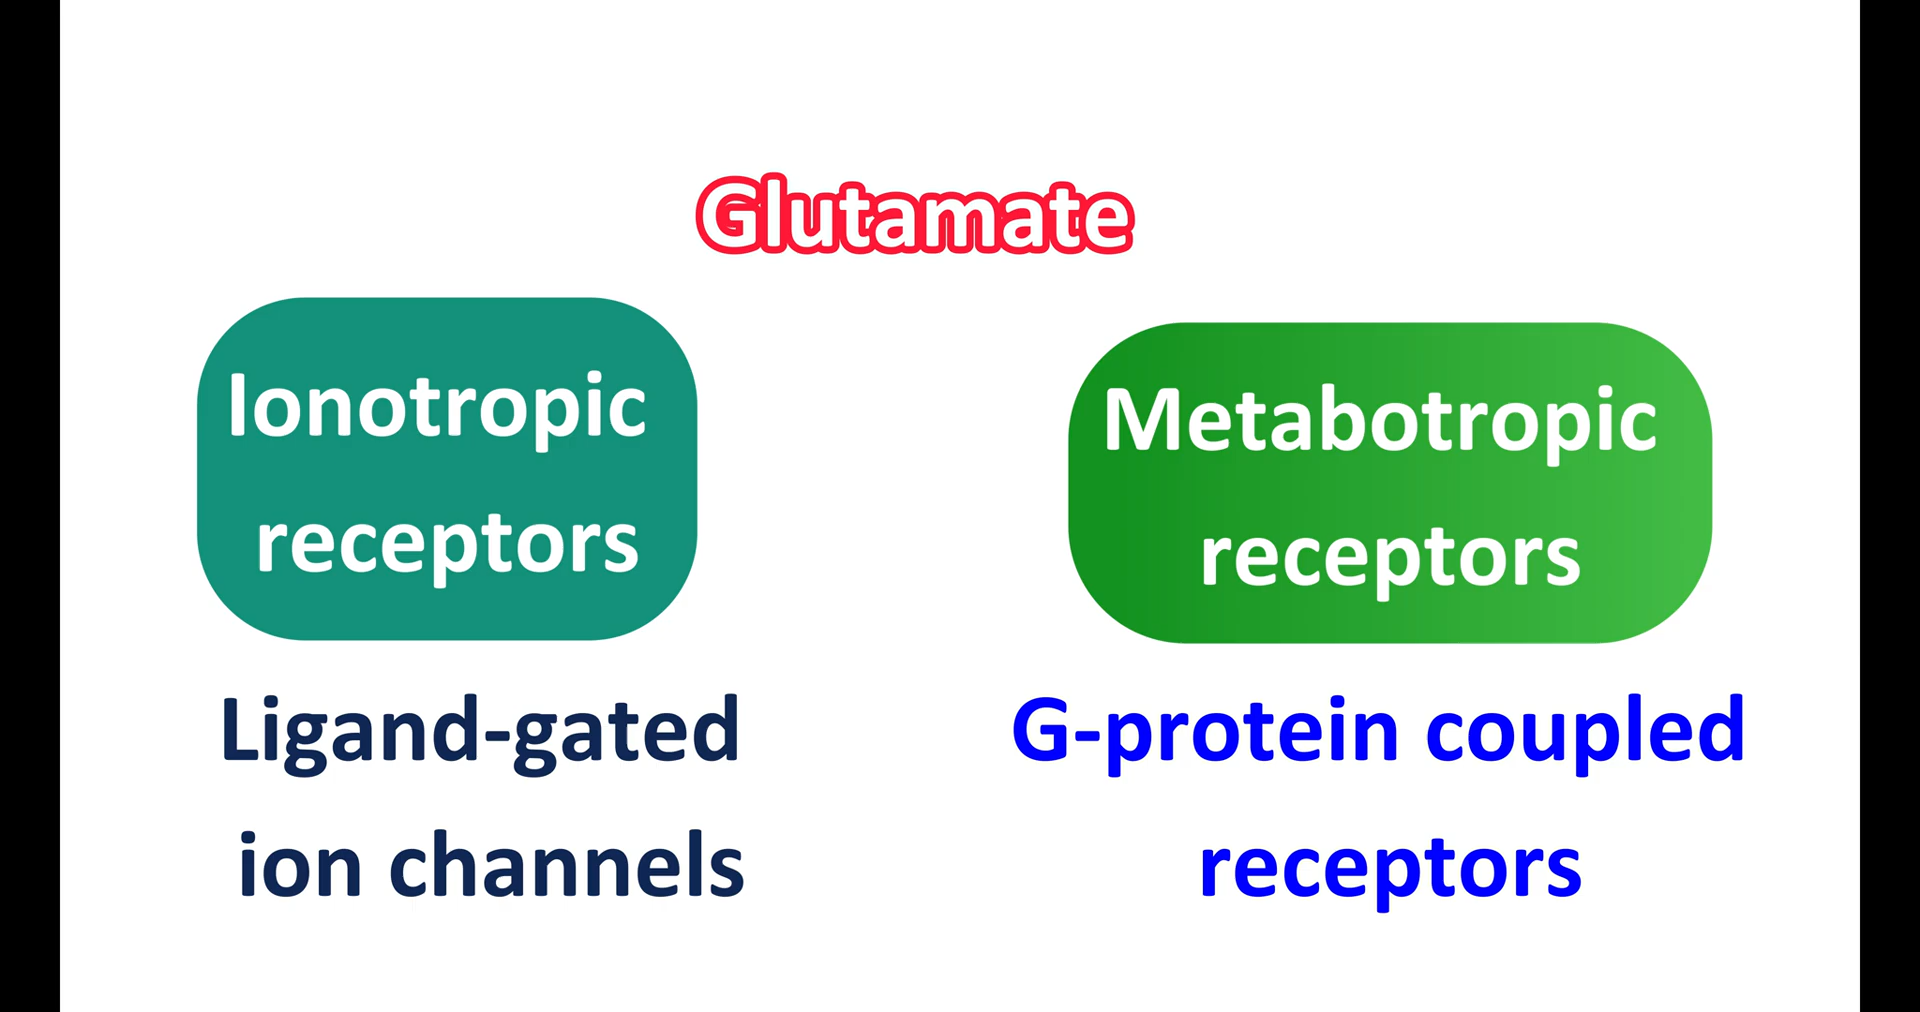 Glutamate
Ionotropic
receptors
Metabotropic
receptors
Ligand-gated
ion channels
G-protein coupled
receptors